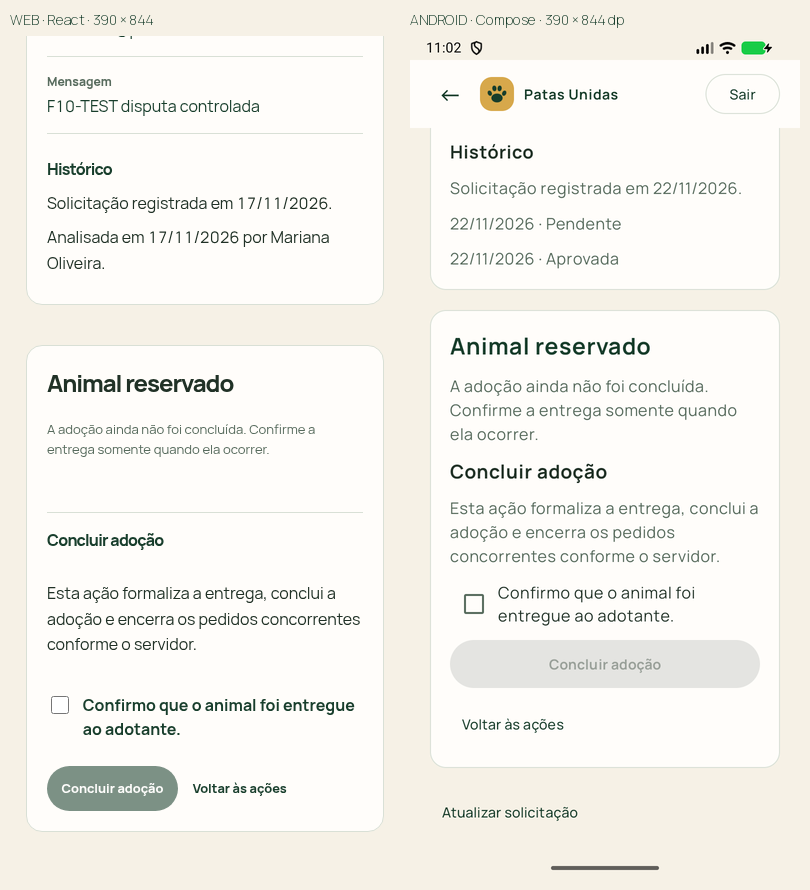 WEB · React · 390 × 844
Mensagem
F10-TEST disputa controlada
Histórico
Solicitação registrada em 17/11/2026.
Analisada em 17/11/2026 por Mariana
Oliveira.
Animal reservado
A adoção ainda não foi concluída. Confirme a
entrega somente quando ela ocorrer.
Concluir adoção
Esta ação formaliza a entrega, conclui a
adoção e encerra os pedidos concorrentes
conforme o servidor.
Confirmo que o animal foi entregue
ao adotante.
Concluir adoção
Voltar às ações
ANDROID · Compose · 390 × 844 dp
11:02
Patas Unidas
Sair
Histórico
Solicitação registrada em 22/11/2026.
22/11/2026 · Pendente
22/11/2026 · Aprovada
Animal reservado
A adoção ainda não foi concluída.
Confirme a entrega somente quando
ela ocorrer.
Concluir adoção
Esta ação formaliza a entrega, conclui a
adoção e encerra os pedidos
concorrentes conforme o servidor.
Confirmo que o animal foi
entregue ao adotante.
Concluir adoção
Voltar às ações
Atualizar solicitação